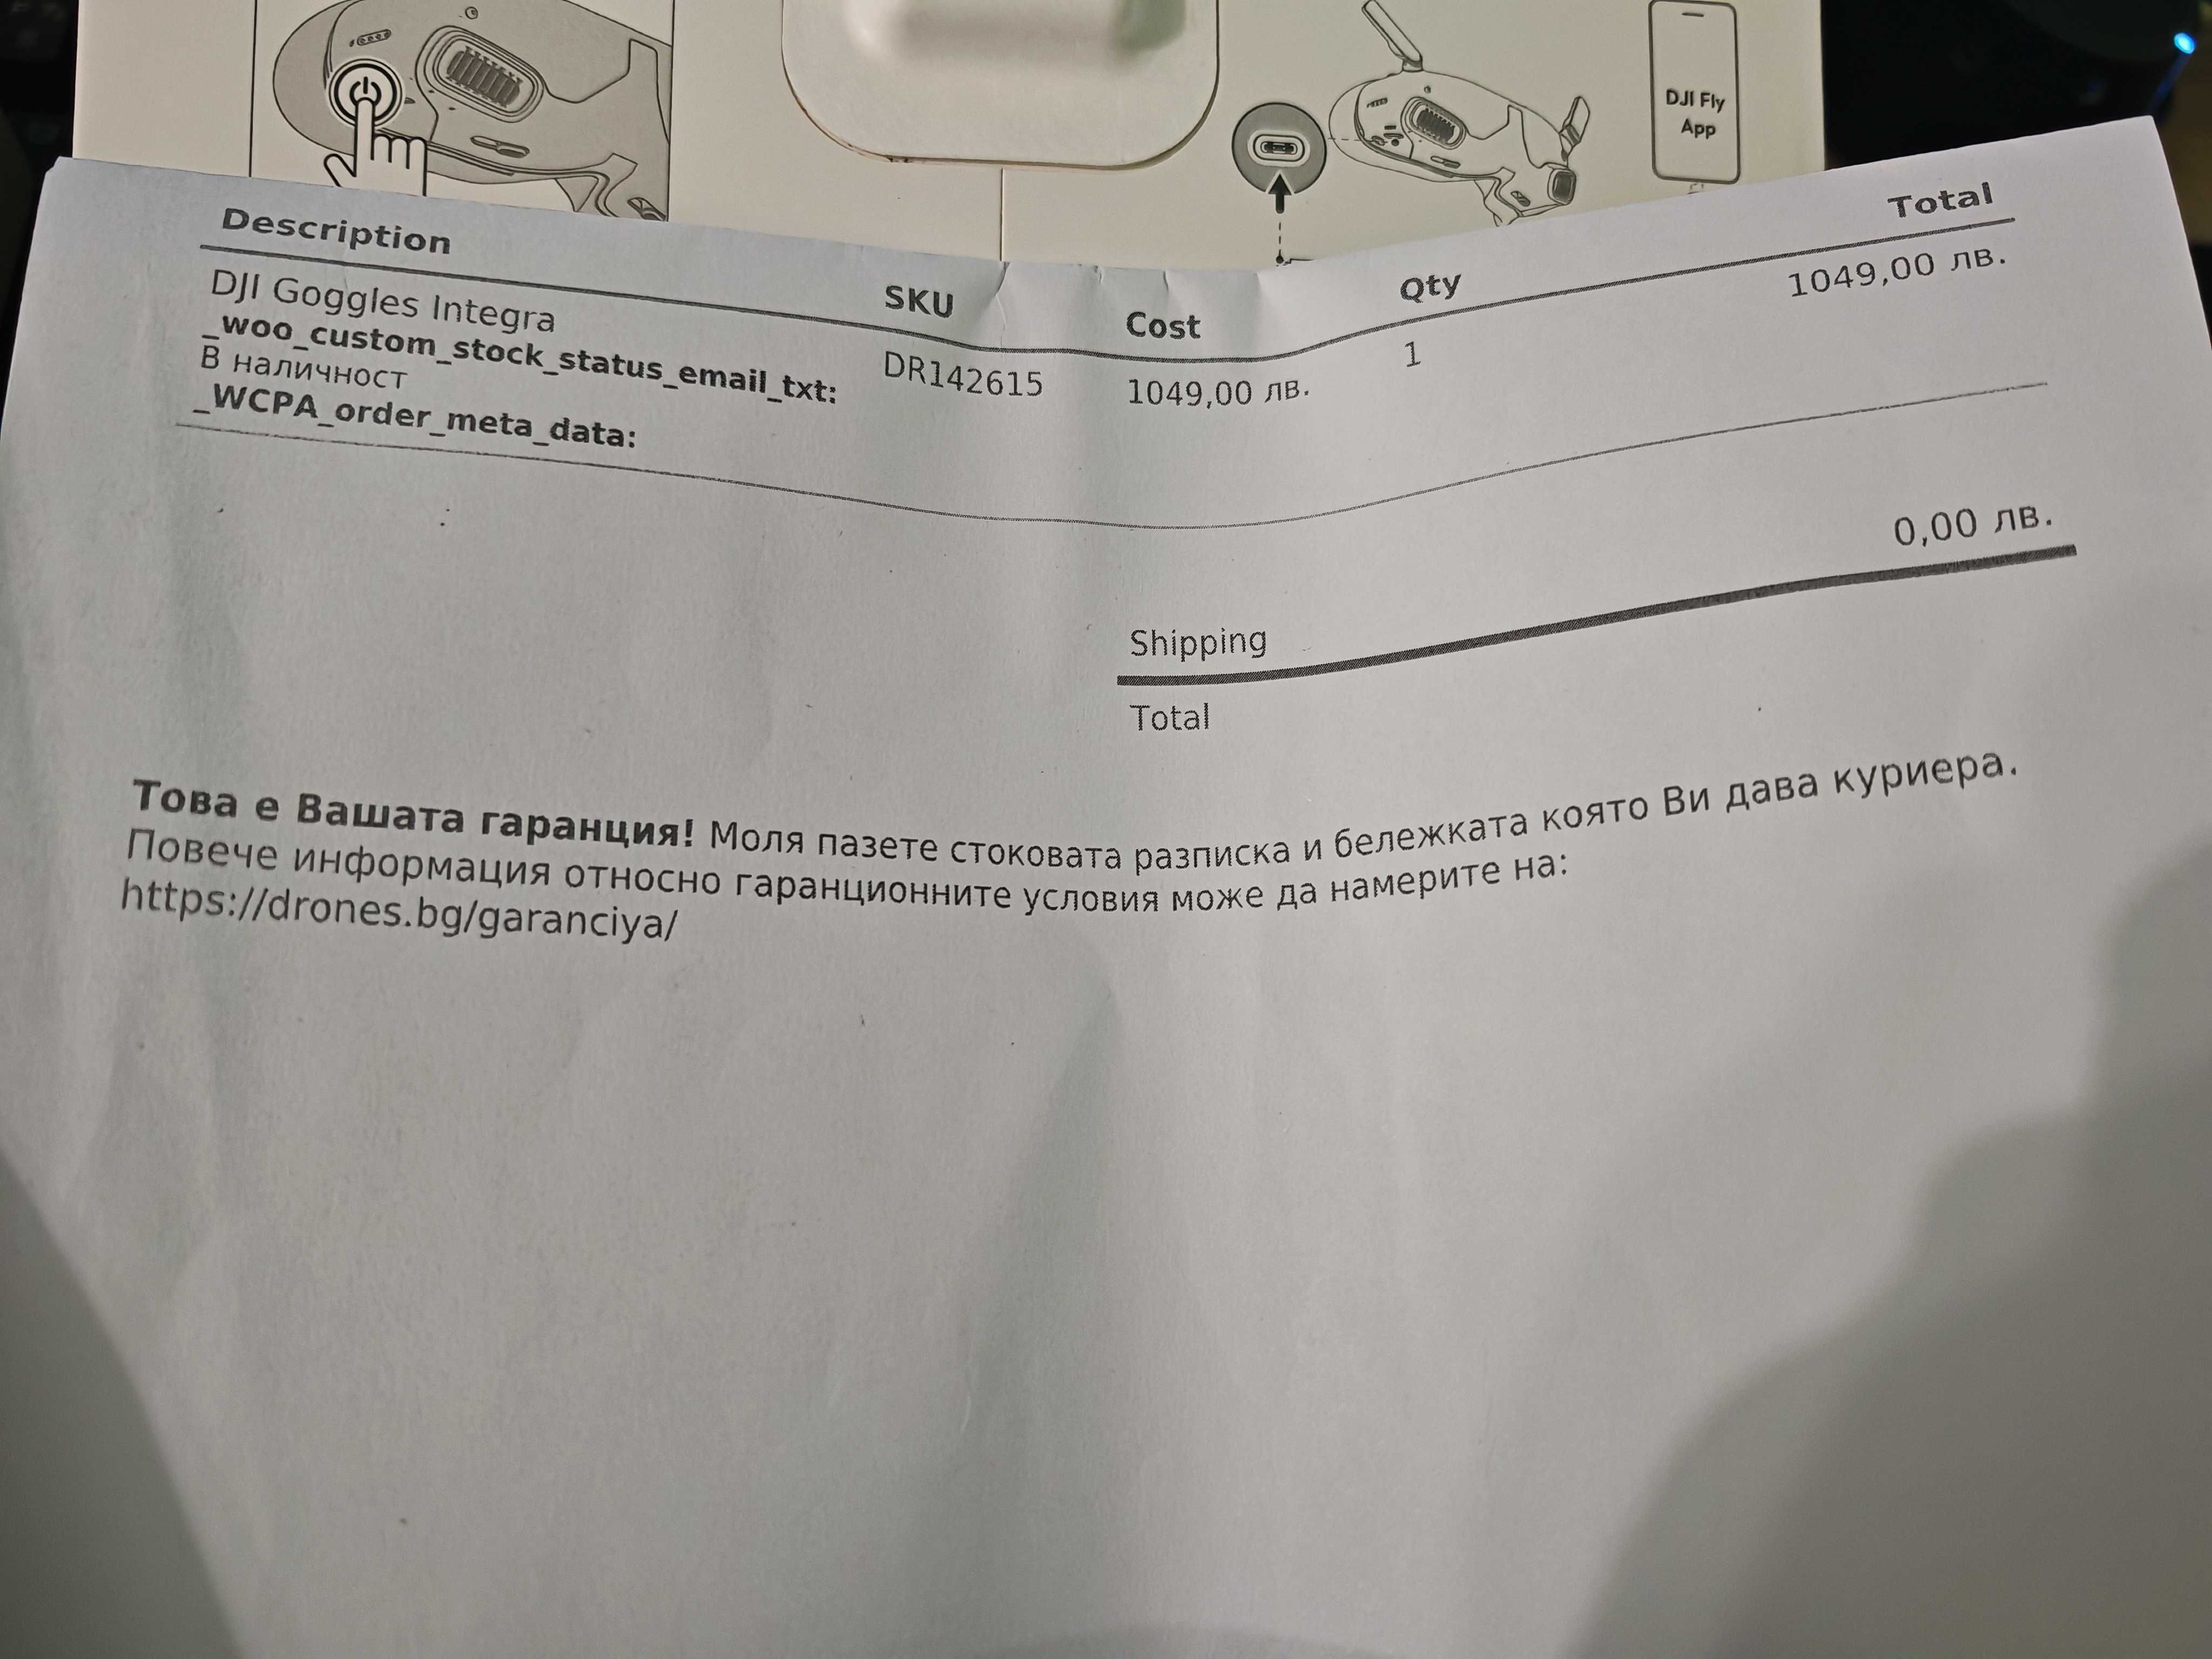 DJI Fly
App
Description SKU Cost Qty Total
DJI Goggles Integra DR142615 1049,00 лв. 1 1049,00 лв.
_woo_custom_stock_status_email_txt:
В наличност
_WCPA_order_meta_data:
Shipping 0,00 лв.
Total
Това е Вашата гаранция! Моля пазете стоковата разписка и бележката която Ви дава куриера.
Повече информация относно гаранционните условия може да намерите на:
https://drones.bg/garanciya/